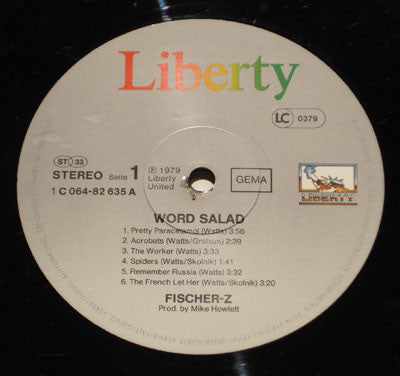 Liberty
LC 0379
ST 33
STEREO Seite 1
1 C 064-82 635 A
℗ 1979
Liberty
United
GEMA
LIBERTY
WORD SALAD
1. Pretty Paracetamol (Watts) 3:56
2. Acrobats (Watts/Graham) 2:39
3. The Worker (Watts) 3:33
4. Spiders (Watts/Skolnik) 1:41
5. Remember Russia (Watts) 3:32
6. The French Let Her (Watts/Skolnik) 3:20
FISCHER-Z
Prod. by Mike Howlett